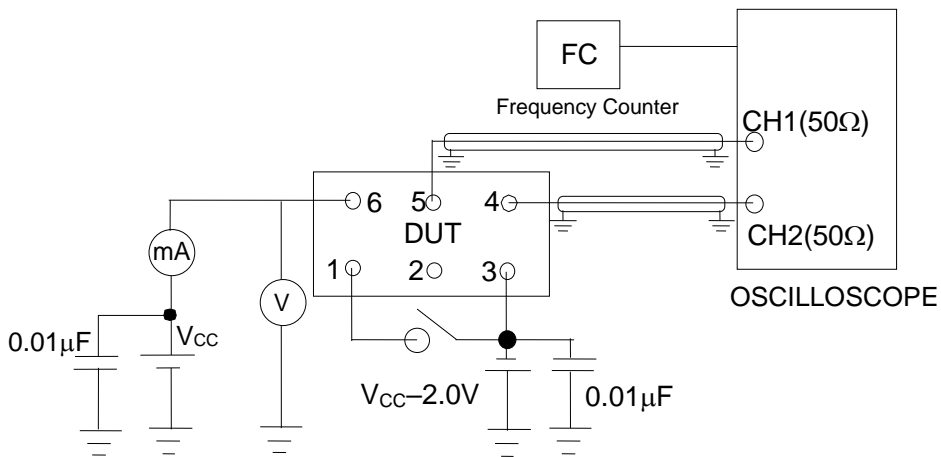 FC
Frequency Counter
CH1(50Ω)
6
5
4
DUT
CH2(50Ω)
mA
1
2
3
V
OSCILLOSCOPE
0.01μF
VCC
VCC–2.0V
0.01μF